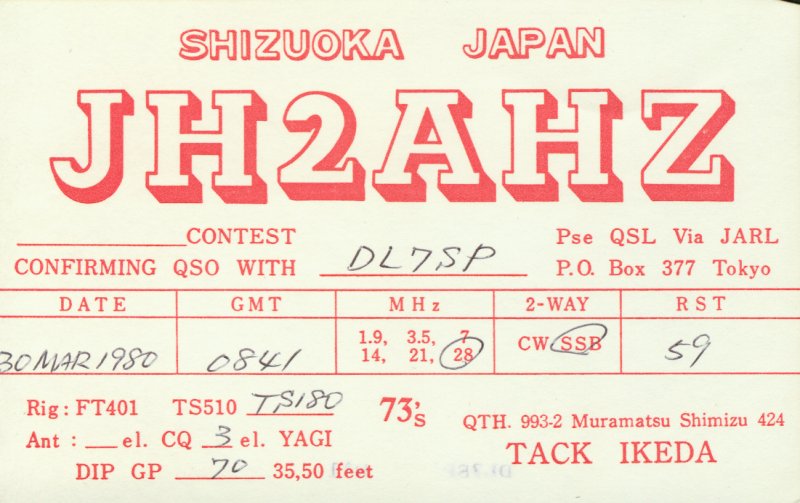 SHIZUOKA JAPAN
JH2AHZ
CONTEST
Pse QSL Via JARL
CONFIRMING QSO WITH DL7SP
P.O. Box 377 Tokyo
DATE GMT MHz 2-WAY RST
1.9, 3.5, 7
14, 21, 28
30 MAR 1980 0841 CW SSB 59
Rig: FT401 TS510 TS180 73's
QTH. 993-2 Muramatsu Shimizu 424
Ant : el. CQ 3 el. YAGI
TACK IKEDA
DIP GP 70 35,50 feet